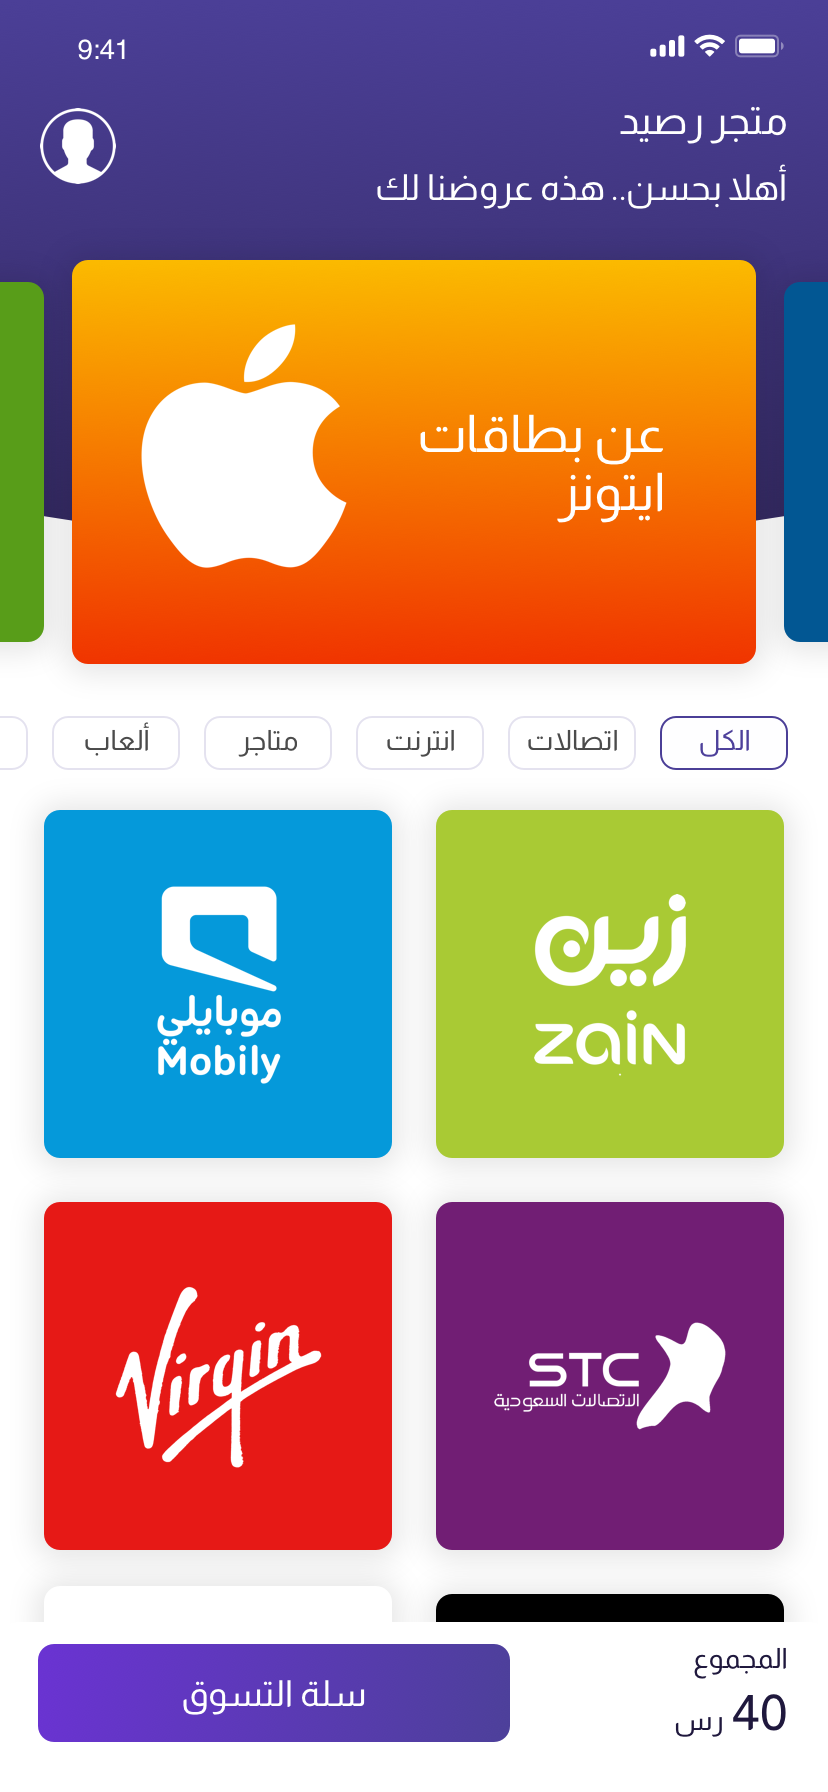 9:41
متجر رصيد
أهلا بحسن.. هذه عروضنا لك
عن بطاقات
ايتونز
الكل
اتصالات
انترنت
متاجر
ألعاب
زين
zain
موبايلي
Mobily
STC
الاتصالات السعودية
Virgin
المجموع
40 رس
سلة التسوق